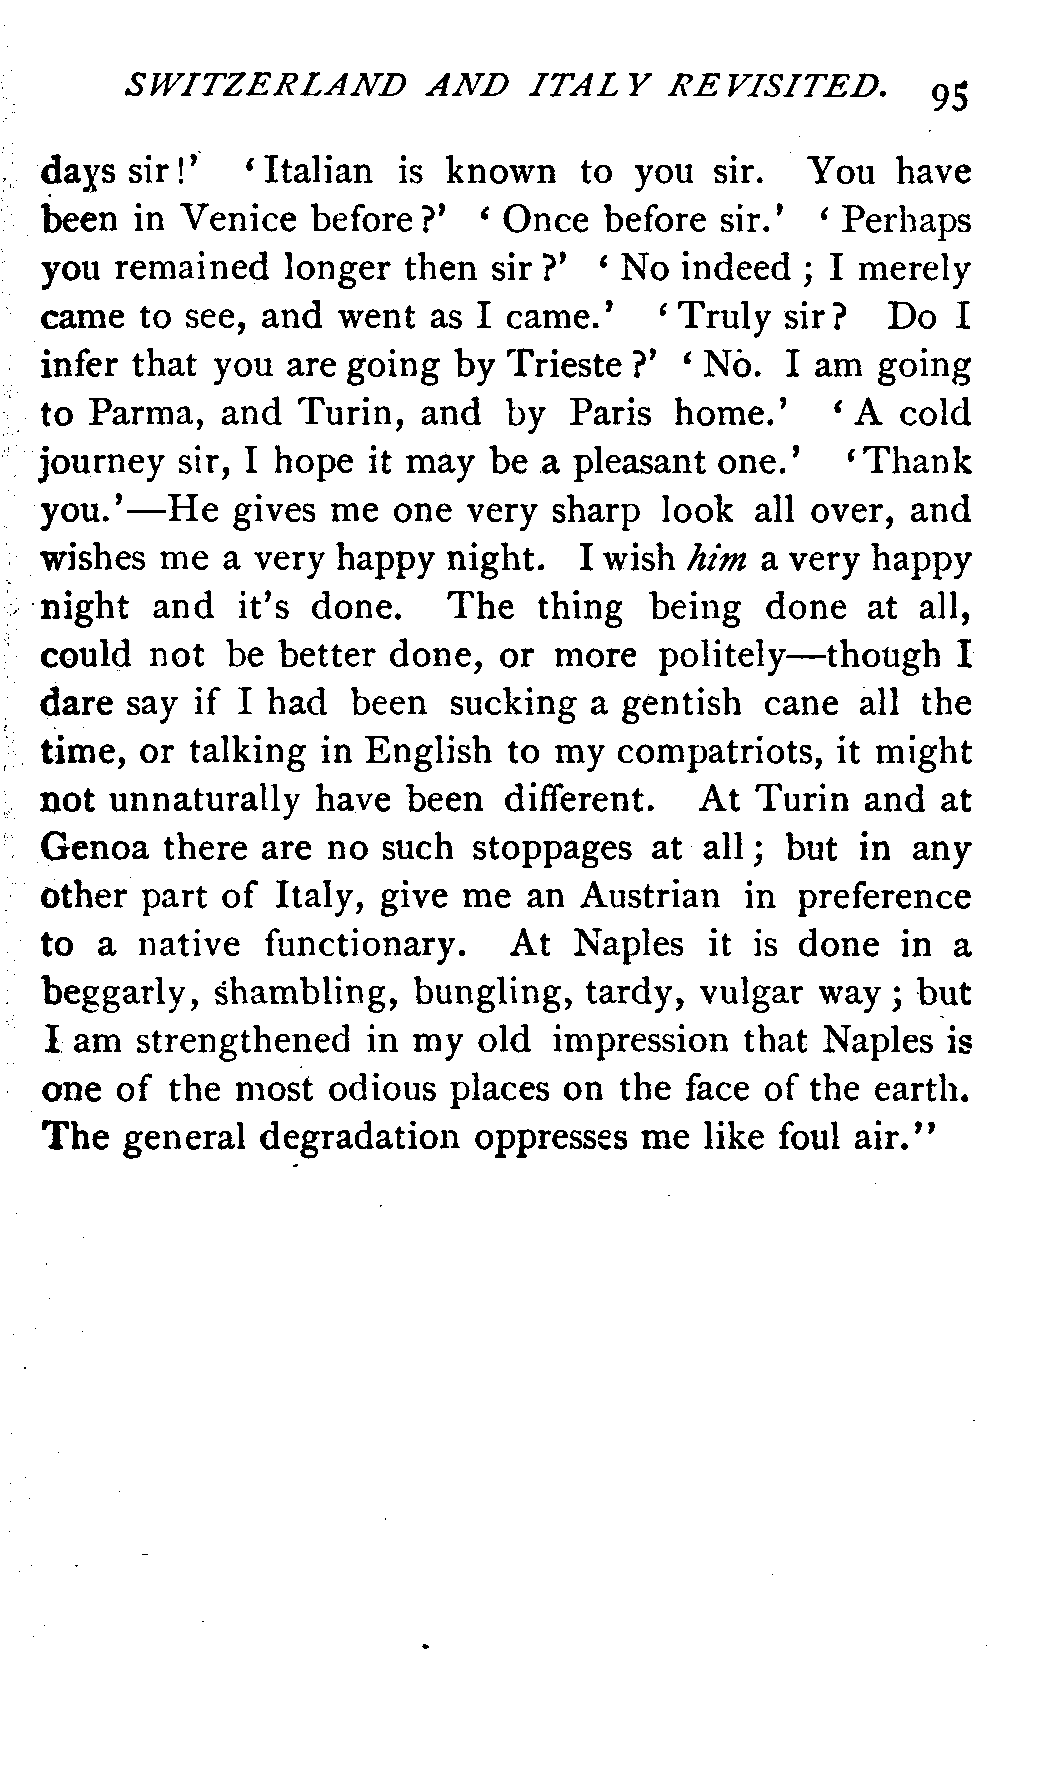 SWITZERLAND AND ITALY REVISITED. 95
days sir!' 'Italian is known to you sir. You have
been in Venice before?' 'Once before sir.' 'Perhaps
you remained longer then sir?' 'No indeed; I merely
came to see, and went as I came.' 'Truly sir? Do I
infer that you are going by Trieste?' 'No. I am going
to Parma, and Turin, and by Paris home.' 'A cold
journey sir, I hope it may be a pleasant one.' 'Thank
you.'—He gives me one very sharp look all over, and
wishes me a very happy night. I wish him a very happy
night and it's done. The thing being done at all,
could not be better done, or more politely—though I
dare say if I had been sucking a gentish cane all the
time, or talking in English to my compatriots, it might
not unnaturally have been different. At Turin and at
Genoa there are no such stoppages at all; but in any
other part of Italy, give me an Austrian in preference
to a native functionary. At Naples it is done in a
beggarly, shambling, bungling, tardy, vulgar way; but
I am strengthened in my old impression that Naples is
one of the most odious places on the face of the earth.
The general degradation oppresses me like foul air."